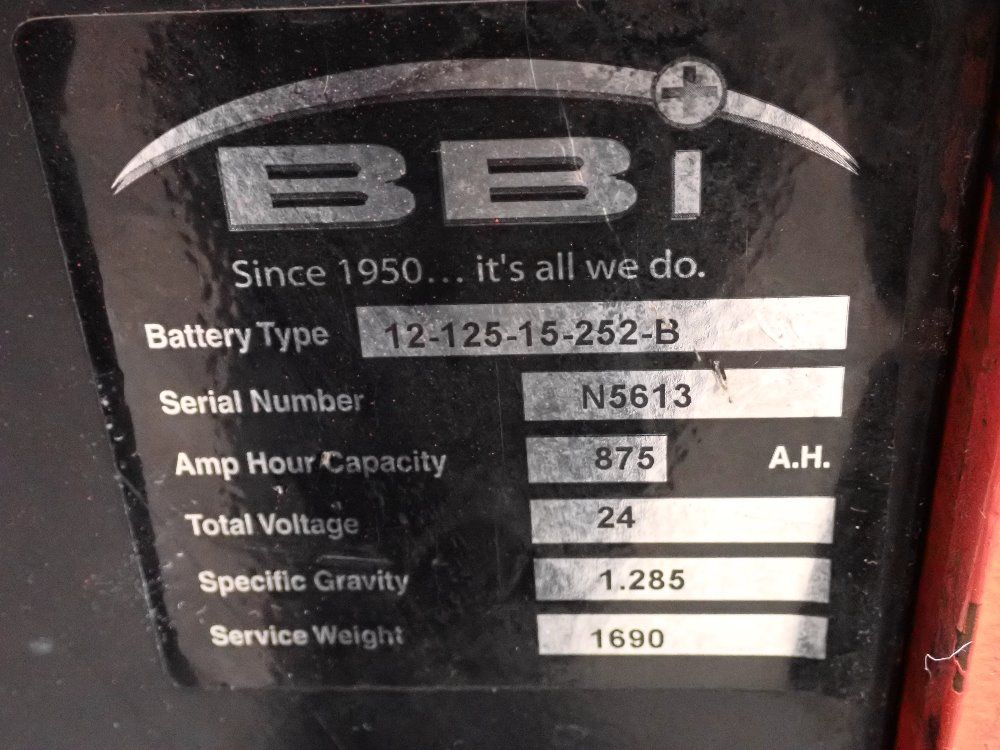 BBi
Since 1950... it's all we do.
Battery Type 12-125-15-252-B
Serial Number N5613
Amp Hour Capacity 875 A.H.
Total Voltage 24
Specific Gravity 1.285
Service Weight 1690